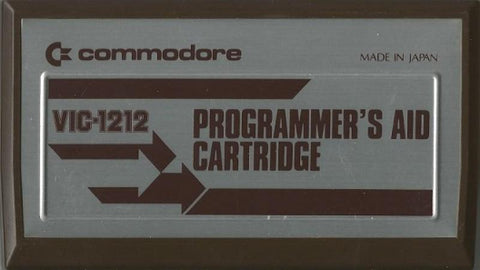 commodore
MADE IN JAPAN
VIC-1212
PROGRAMMER'S AID
CARTRIDGE